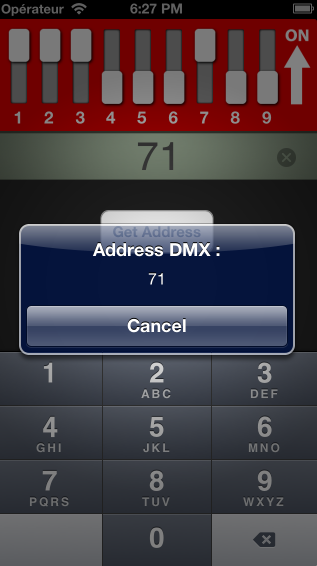 Opérateur 6:27 PM
ON
1 2 3 4 5 6 7 8 9
71
Get Address
Address DMX :
71
Cancel
1 2 3
ABC DEF
4 5 6
GHI JKL MNO
7 8 9
PQRS TUV WXYZ
0